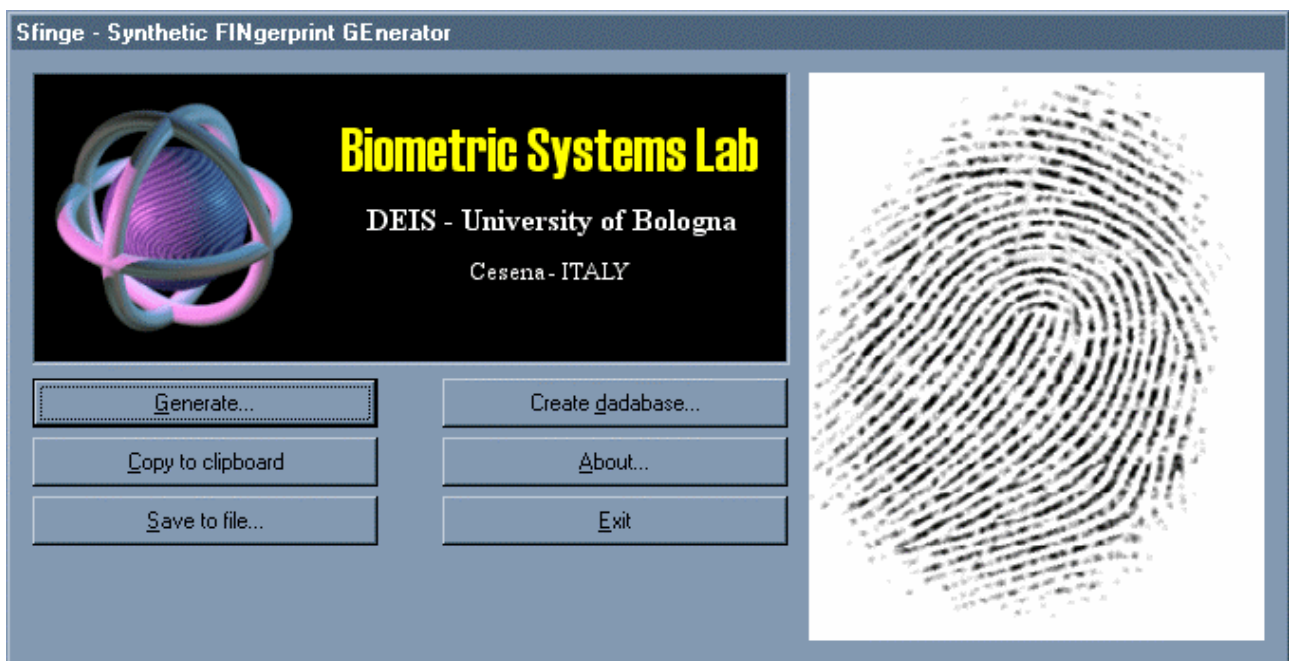 Sfinge - Synthetic FINgerprint GEnerator
Biometric Systems Lab
DEIS - University of Bologna
Cesena - ITALY
Generate...
Create dadabase...
Copy to clipboard
About...
Save to file...
Exit